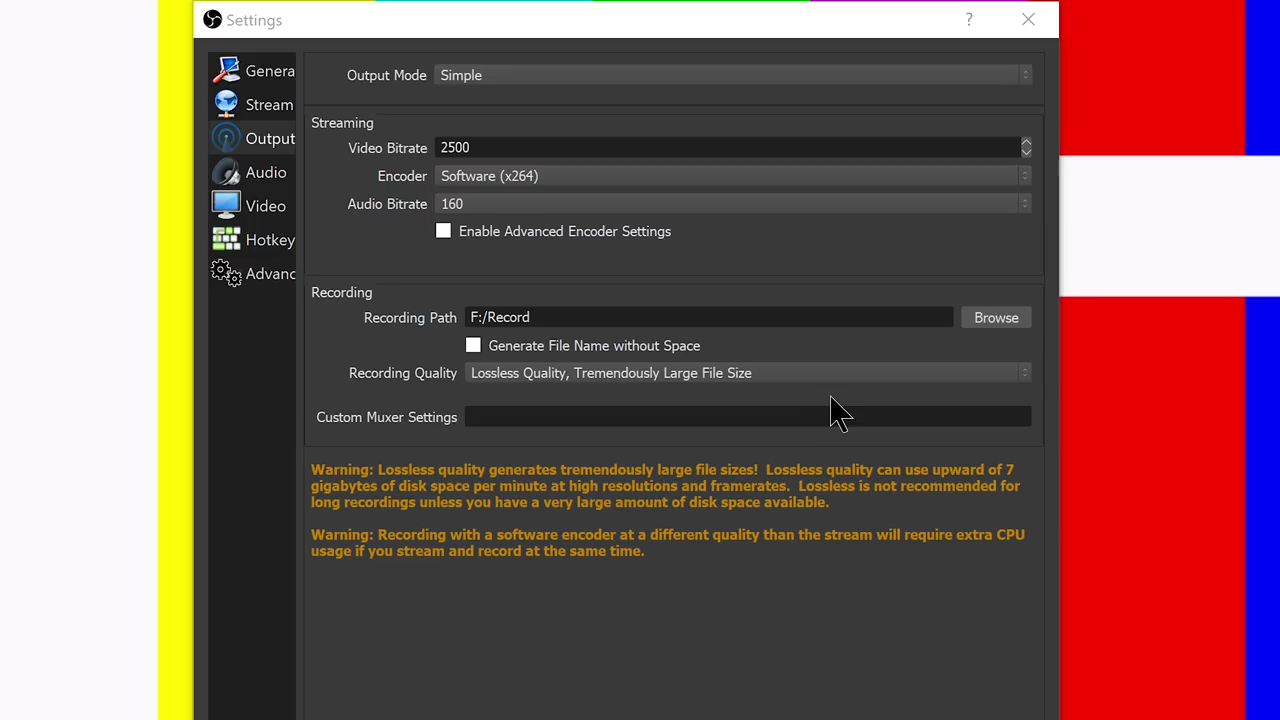 Settings
?
Genera
Stream
Output
Audio
Video
Hotkey
Advanc
Output Mode Simple
Streaming
Video Bitrate 2500
Encoder Software (x264)
Audio Bitrate 160
Enable Advanced Encoder Settings
Recording
Recording Path F:/Record Browse
Generate File Name without Space
Recording Quality Lossless Quality, Tremendously Large File Size
Custom Muxer Settings
Warning: Lossless quality generates tremendously large file sizes! Lossless quality can use upward of 7
gigabytes of disk space per minute at high resolutions and framerates. Lossless is not recommended for
long recordings unless you have a very large amount of disk space available.
Warning: Recording with a software encoder at a different quality than the stream will require extra CPU
usage if you stream and record at the same time.